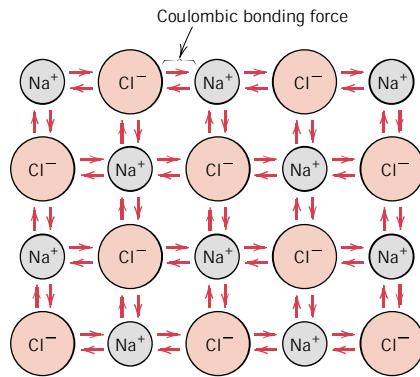 Coulombic bonding force
Na⁺ Cl⁻ Na⁺ Cl⁻ Na⁺
Cl⁻ Na⁺ Cl⁻ Na⁺ Cl⁻
Na⁺ Cl⁻ Na⁺ Cl⁻ Na⁺
Cl⁻ Na⁺ Cl⁻ Na⁺ Cl⁻